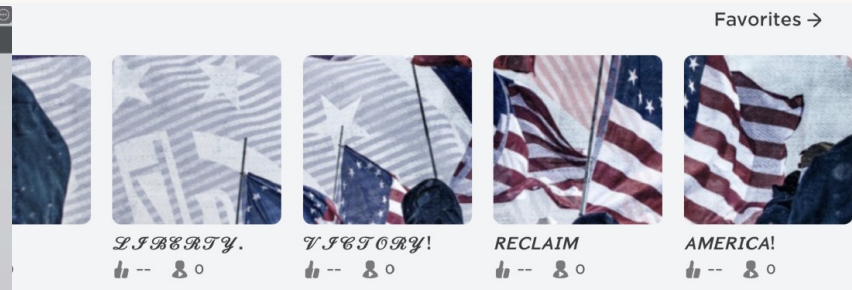 Favorites →
ℒℐℬℰℛ𝒯𝒴. 𝒱ℐ𝒞𝒯𝒪ℛ𝒴! RECLAIM AMERICA!
-- 0 -- 0 -- 0 -- 0